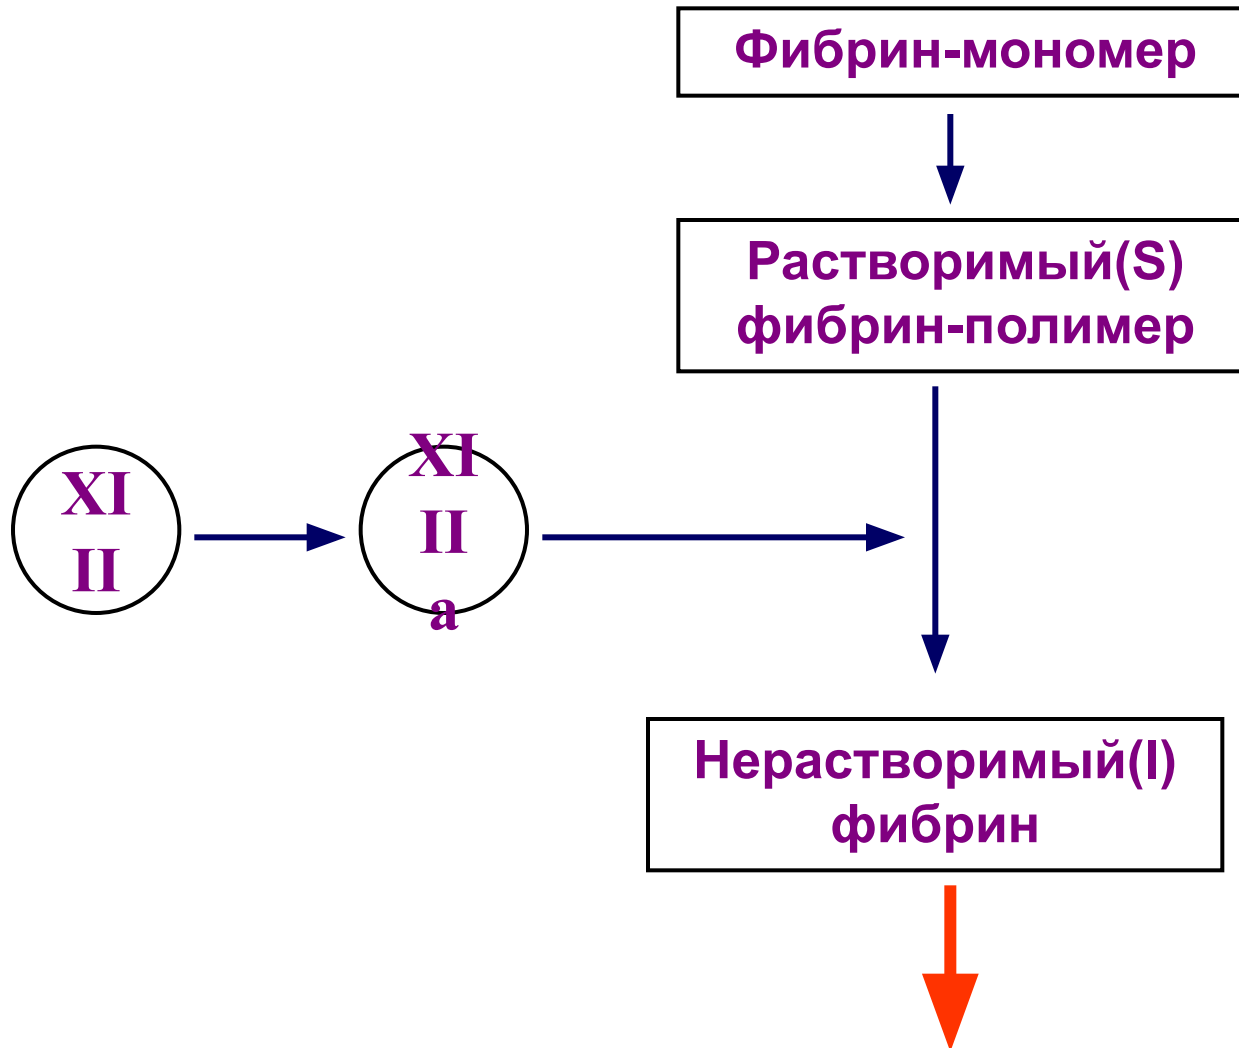 Фибрин-мономер
Растворимый(S)
фибрин-полимер
XI
II
XI
II
a
Нерастворимый(I)
фибрин